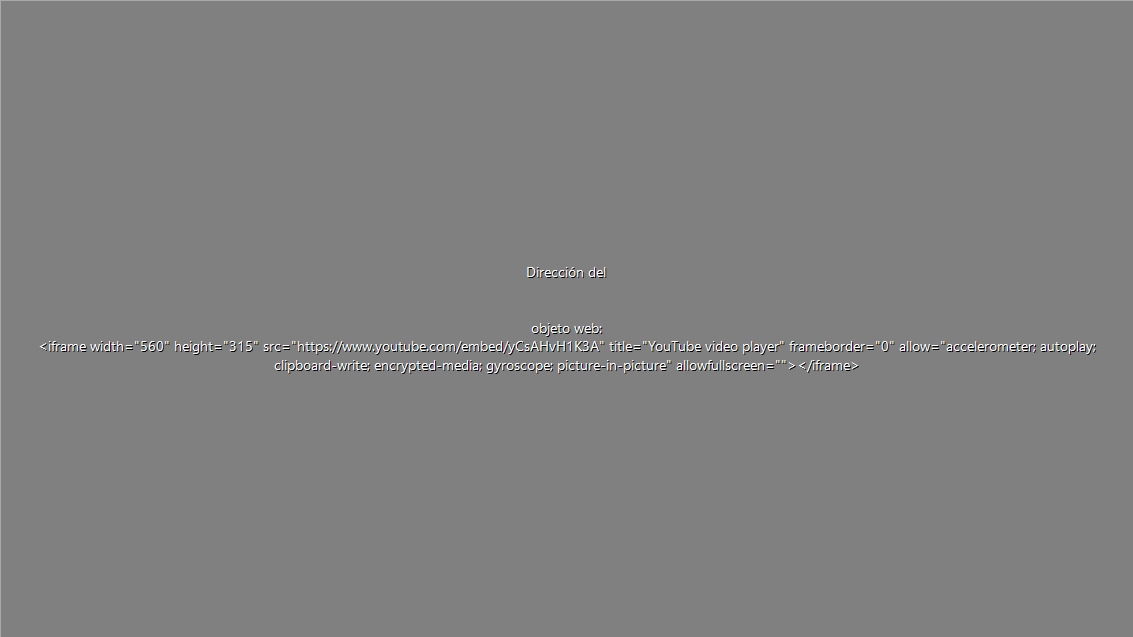 Dirección del
objeto web:
<iframe width="560" height="315" src="https://www.youtube.com/embed/yCsAHvH1K3A" title="YouTube video player" frameborder="0" allow="accelerometer; autoplay;
clipboard-write; encrypted-media; gyroscope; picture-in-picture" allowfullscreen=""></iframe>